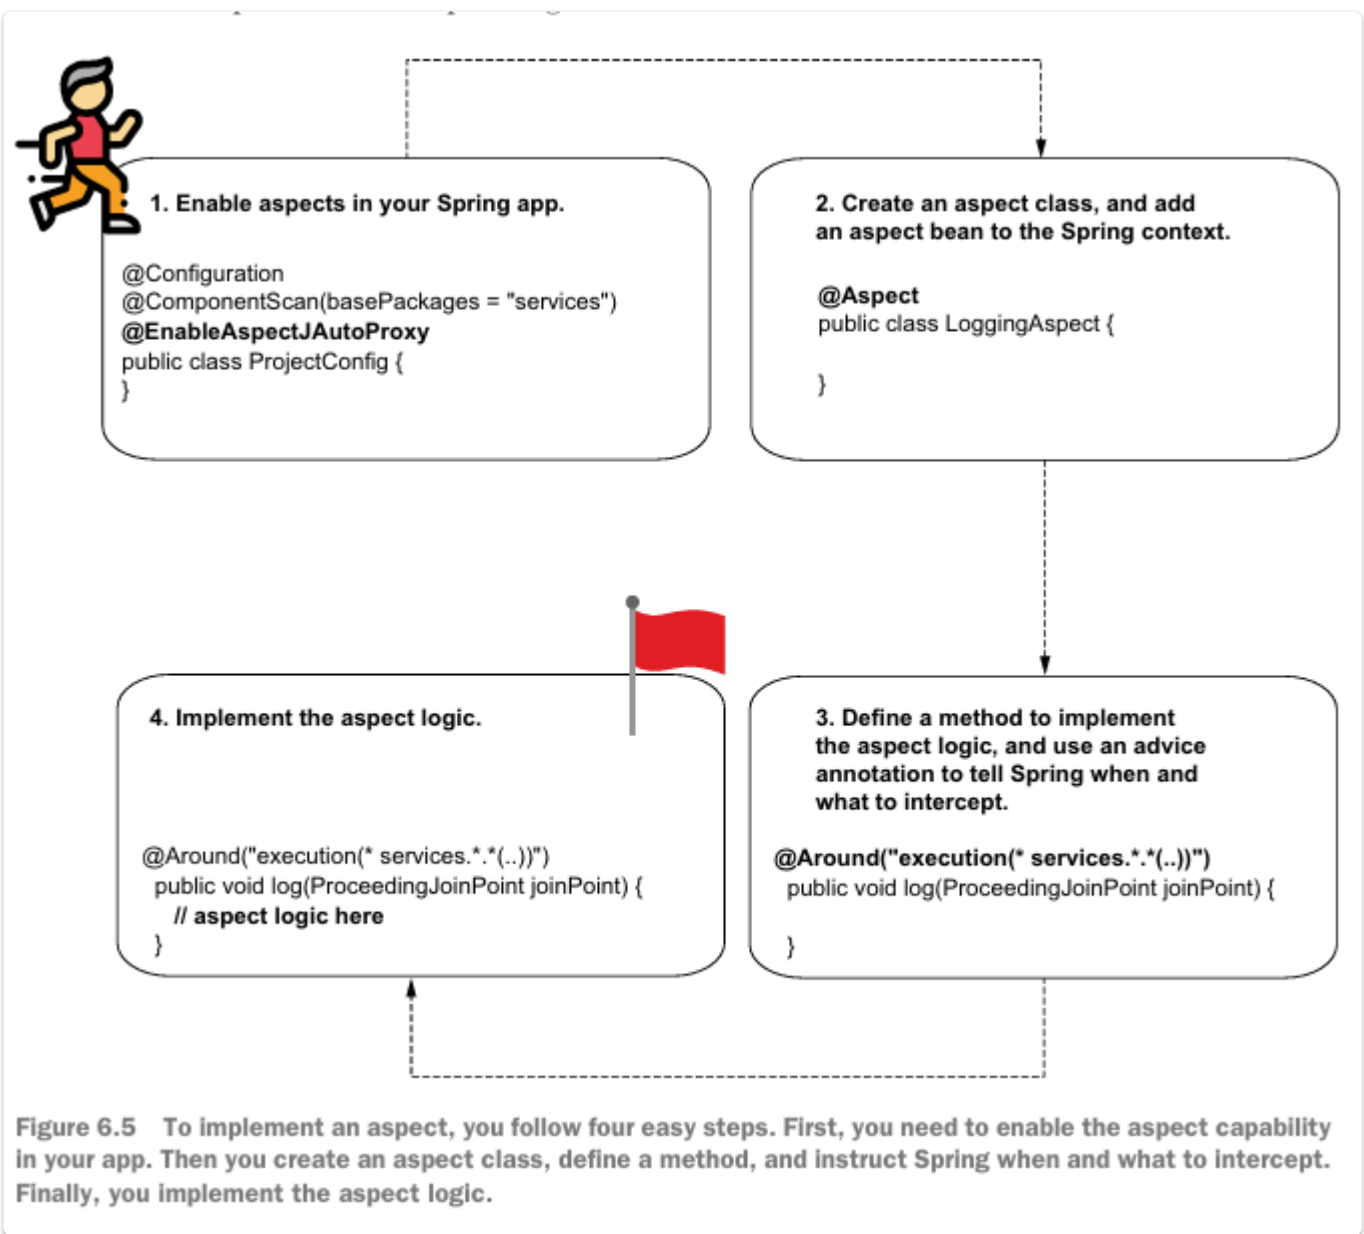 1. Enable aspects in your Spring app.
@Configuration
@ComponentScan(basePackages = "services")
@EnableAspectJAutoProxy
public class ProjectConfig {
}
2. Create an aspect class, and add
an aspect bean to the Spring context.
@Aspect
public class LoggingAspect {
}
3. Define a method to implement
the aspect logic, and use an advice
annotation to tell Spring when and
what to intercept.
@Around("execution(* services.*.*(..))")
public void log(ProceedingJoinPoint joinPoint) {
}
4. Implement the aspect logic.
@Around("execution(* services.*.*(..))")
public void log(ProceedingJoinPoint joinPoint) {
// aspect logic here
}
Figure 6.5 To implement an aspect, you follow four easy steps. First, you need to enable the aspect capability
in your app. Then you create an aspect class, define a method, and instruct Spring when and what to intercept.
Finally, you implement the aspect logic.